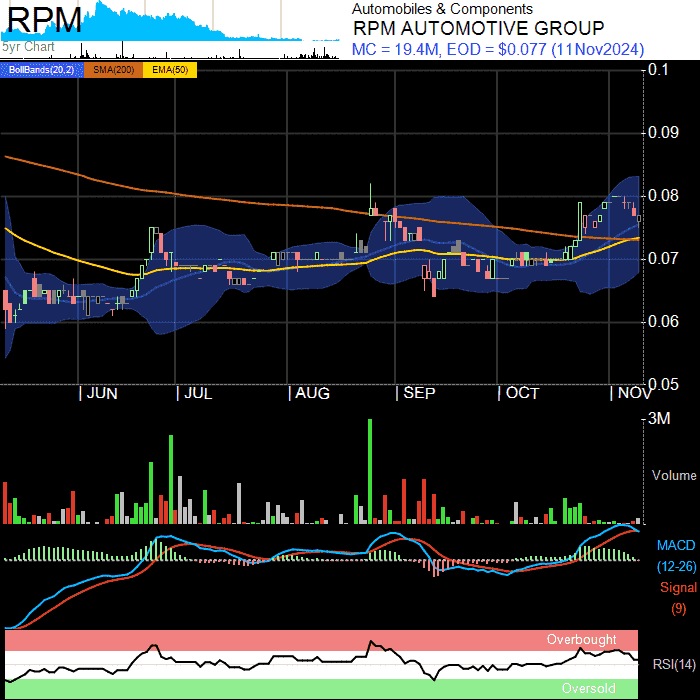 RPM
5yr Chart
Automobiles & Components
RPM AUTOMOTIVE GROUP
MC = 19.4M, EOD = $0.077 (11Nov2024)
BollBands(20,2) SMA(200) EMA(50)
0.1
0.09
0.08
0.07
0.06
0.05
JUN JUL AUG SEP OCT NOV
3M
Volume
MACD
(12-26)
Signal
(9)
Overbought
RSI(14)
Oversold